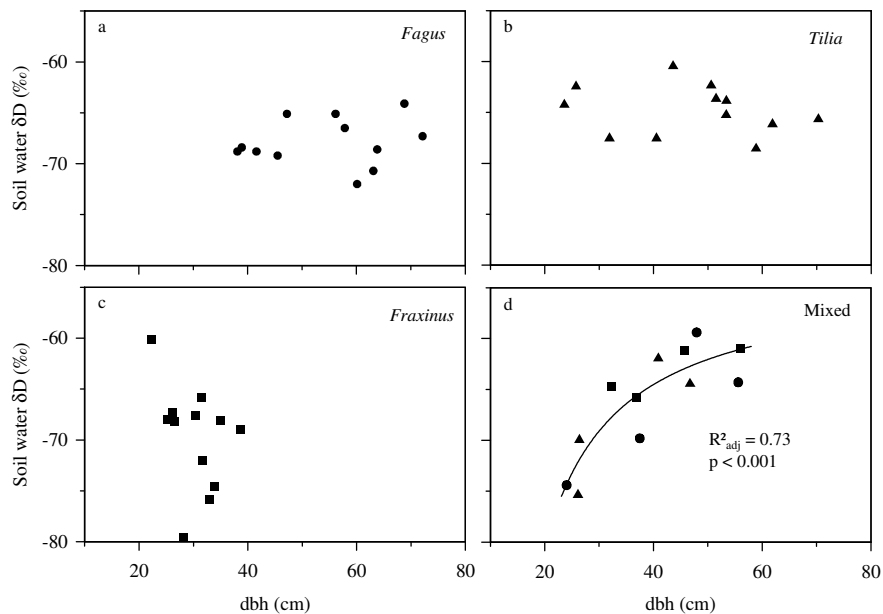 a
Fagus
b
Tilia
Soil water δD (‰)
-60
-70
-80
c
Fraxinus
d
Mixed
Soil water δD (‰)
-60
-70
-80
R²adj = 0.73
p < 0.001
20 40 60 80
20 40 60 80
dbh (cm)
dbh (cm)